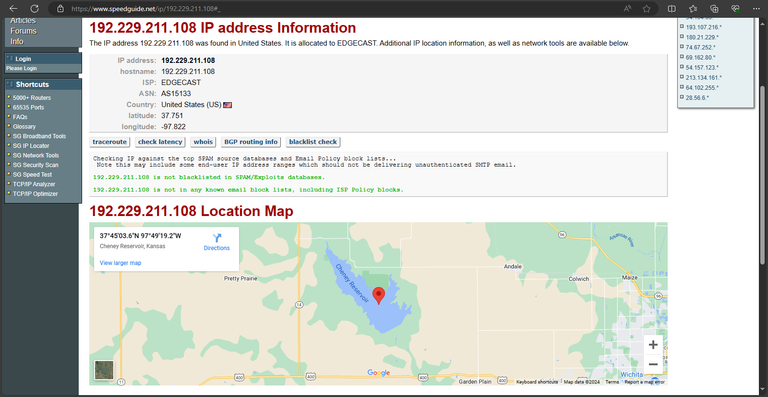 https://www.speedguide.net/ip/192.229.211.108#_
Articles
Forums
Info
Login
Please Login
Shortcuts
5000+ Routers
65535 Ports
FAQs
Glossary
SG Broadband Tools
SG IP Locator
SG Network Tools
SG Security Scan
SG Speed Test
TCP/IP Analyzer
TCP/IP Optimizer
192.229.211.108 IP address Information
The IP address 192.229.211.108 was found in United States. It is allocated to EDGECAST. Additional IP location information, as well as network tools are available below.
IP address: 192.229.211.108
hostname: 192.229.211.108
ISP: EDGECAST
ASN: AS15133
Country: United States (US)
latitude: 37.751
longitude: -97.822
traceroute check latency whois BGP routing info blacklist check
Checking IP against the top SPAM source databases and Email Policy block lists...
Note this may include some end-user IP address ranges which should not be delivering unauthenticated SMTP email.
192.229.211.108 is not blacklisted in SPAM/Exploits databases.
192.229.211.108 is not in any known email block lists, including ISP Policy blocks.
192.229.211.108 Location Map
37°45'03.6"N 97°49'19.2"W
Cheney Reservoir, Kansas
Directions
View larger map
Pretty Prairie
Cheney Reservoir
Andale
Colwich
Maize
Arkansas River
96
96
14
11
400
400
400
Garden Plain
Wichita
Google
Keyboard shortcuts Map data ©2024 Terms Report a map error
193.107.216.*
180.21.229.*
74.67.252.*
69.162.80.*
54.157.123.*
213.134.161.*
64.102.255.*
28.56.6.*